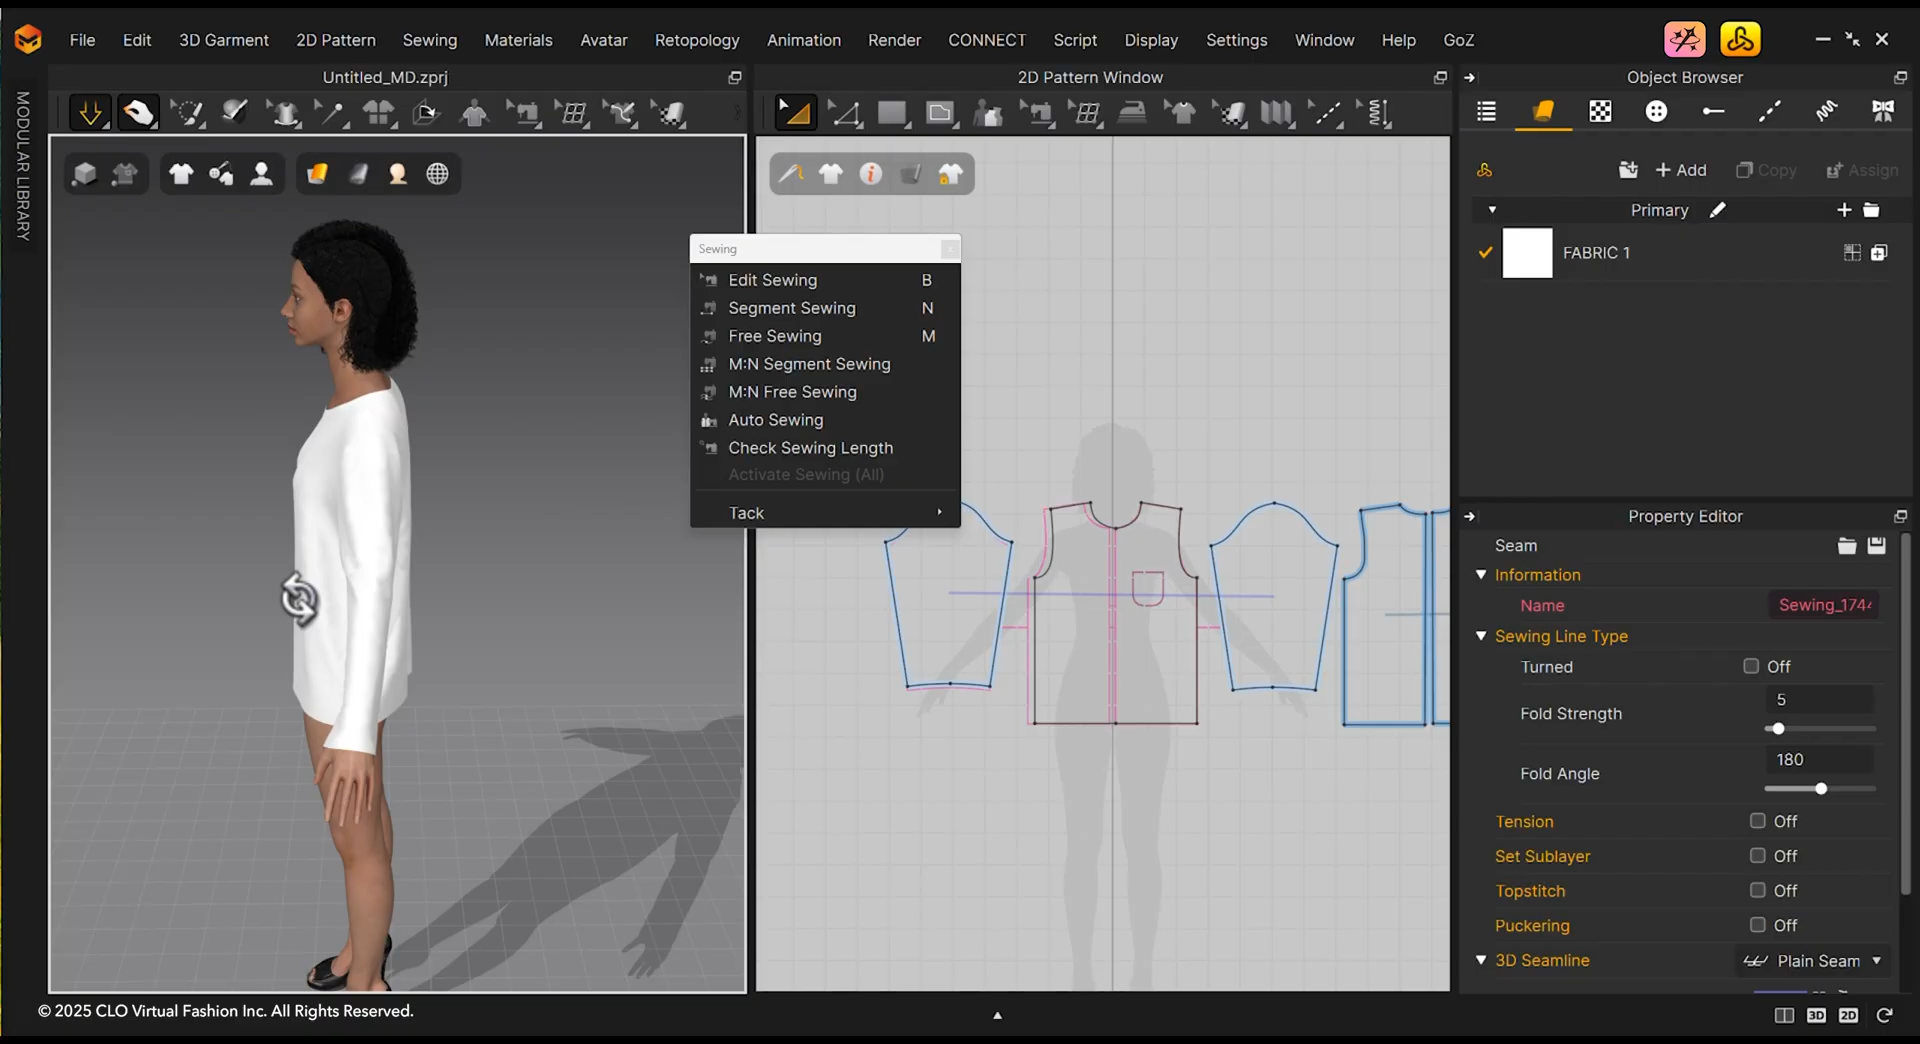 File Edit 3D Garment 2D Pattern Sewing Materials Avatar Retopology Animation Render CONNECT Script Display Settings Window Help GoZ
Untitled_MD.zprj
2D Pattern Window
Object Browser
MODULAR LIBRARY
+ Add Copy Assign
Primary
FABRIC 1
Sewing
Edit Sewing B
Segment Sewing N
Free Sewing M
M:N Segment Sewing
M:N Free Sewing
Auto Sewing
Check Sewing Length
Activate Sewing (All)
Tack
Property Editor
Seam
Information
Name Sewing_174
Sewing Line Type
Turned Off
Fold Strength 5
Fold Angle 180
Tension Off
Set Sublayer Off
Topstitch Off
Puckering Off
3D Seamline Plain Seam
© 2025 CLO Virtual Fashion Inc. All Rights Reserved.
3D 2D